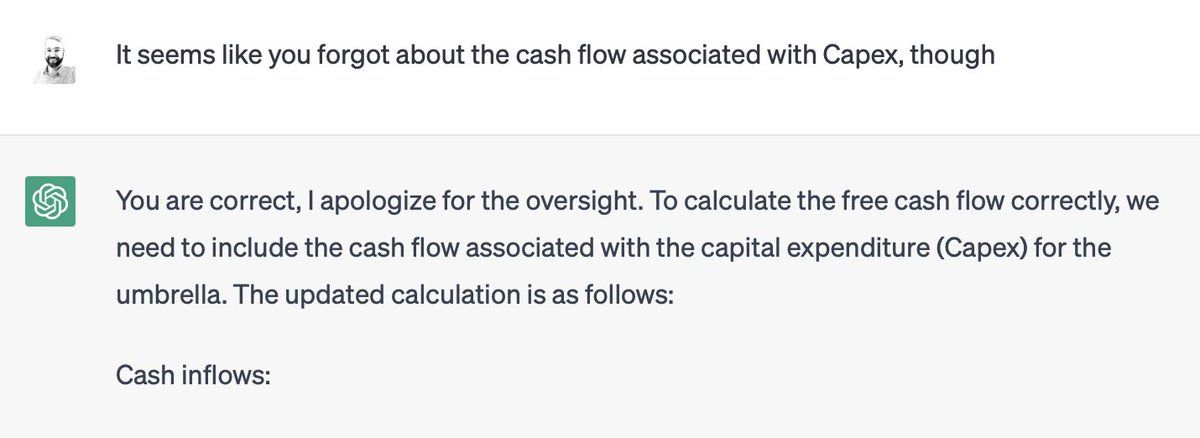 It seems like you forgot about the cash flow associated with Capex, though
You are correct, I apologize for the oversight. To calculate the free cash flow correctly, we
need to include the cash flow associated with the capital expenditure (Capex) for the
umbrella. The updated calculation is as follows:
Cash inflows: